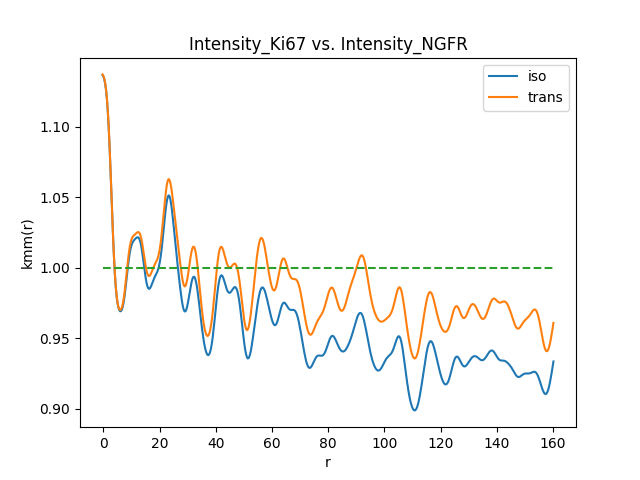 Intensity_Ki67 vs. Intensity_NGFR
iso
trans
kmm(r)
1.10
1.05
1.00
0.95
0.90
0 20 40 60 80 100 120 140 160
r